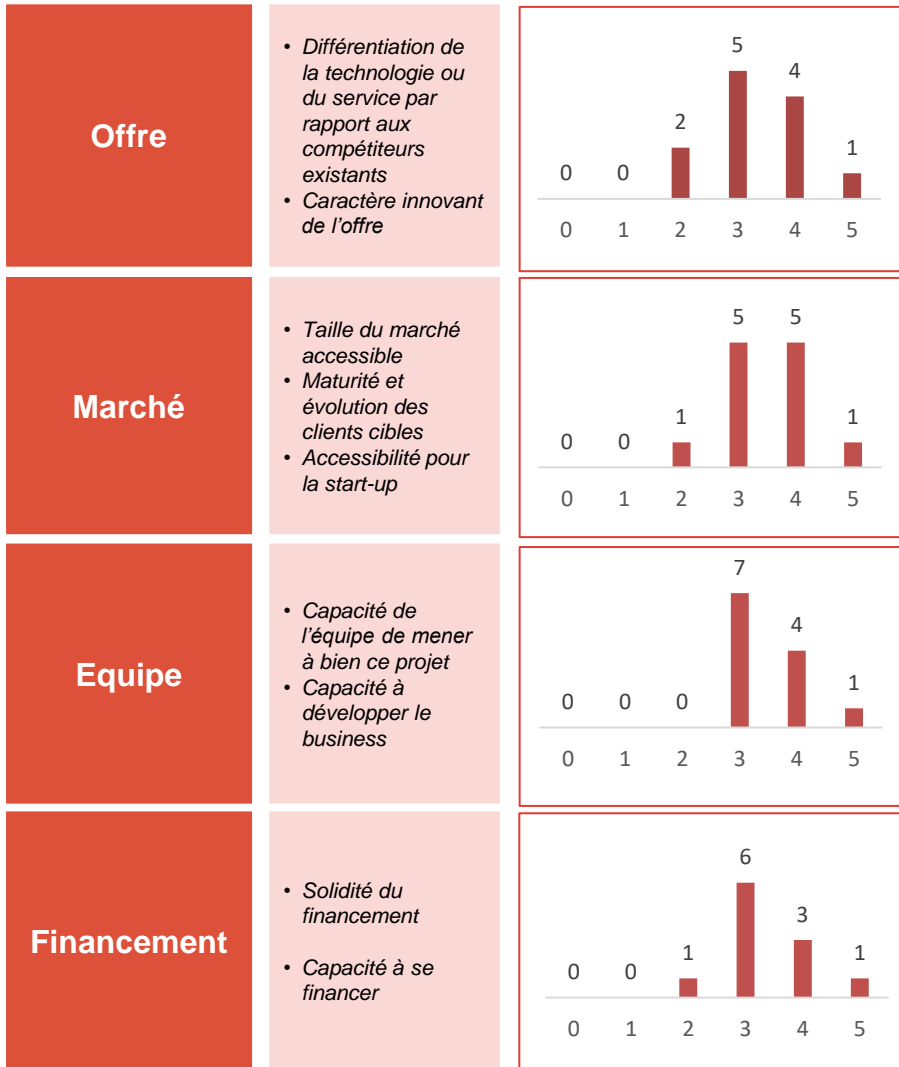 Offre
• Différentiation de
la technologie ou
du service par
rapport aux
compétiteurs
existants
• Caractère innovant
de l’offre
0 0 2 5 4 1
0 1 2 3 4 5
Marché
• Taille du marché
accessible
• Maturité et
évolution des
clients cibles
• Accessibilité pour
la start-up
0 0 1 5 5 1
0 1 2 3 4 5
Equipe
• Capacité de
l’équipe de mener
à bien ce projet
• Capacité à
développer le
business
0 0 0 7 4 1
0 1 2 3 4 5
Financement
• Solidité du
financement
• Capacité à se
financer
0 0 1 6 3 1
0 1 2 3 4 5